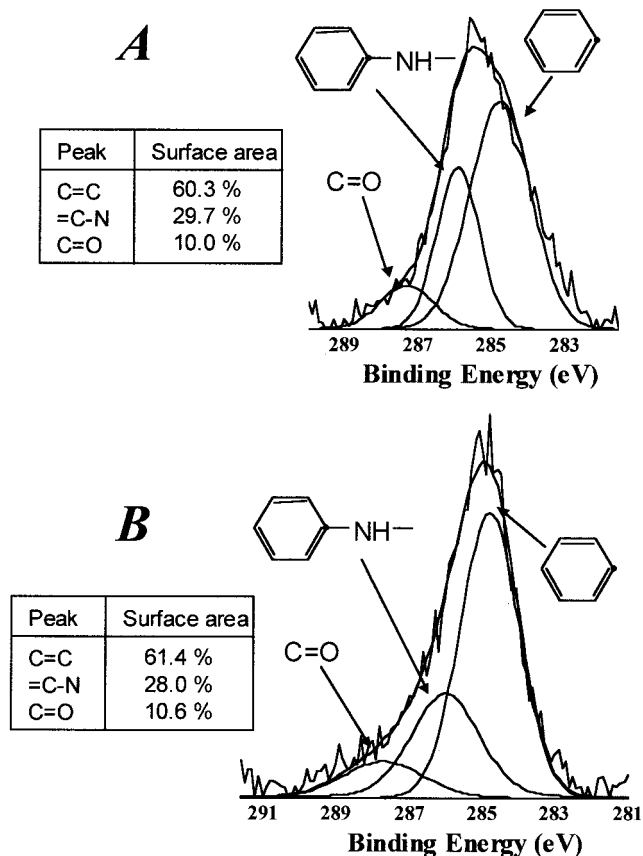 A
NH
C=O
Peak Surface area
C=C 60.3 %
=C-N 29.7 %
C=O 10.0 %
289 287 285 283
Binding Energy (eV)
B
NH
C=O
Peak Surface area
C=C 61.4 %
=C-N 28.0 %
C=O 10.6 %
291 289 287 285 283 281
Binding Energy (eV)